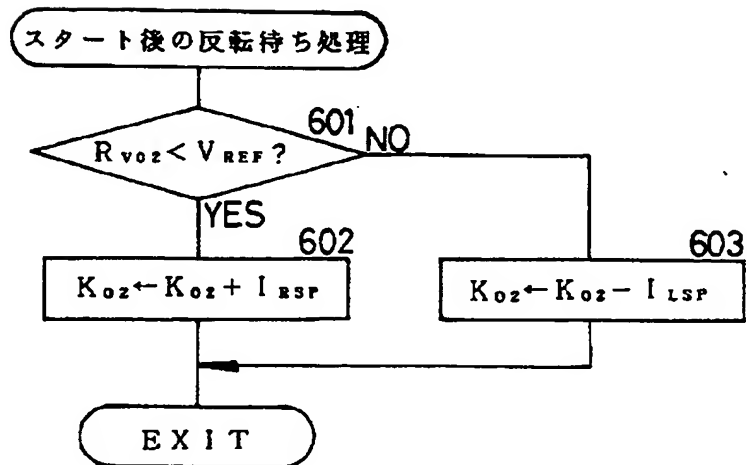 スタート後の反転待ち処理
601
R_VO2 < V_REF ?
NO
YES
602
603
K_O2 ← K_O2 + I_RSP
K_O2 ← K_O2 − I_LSP
EXIT